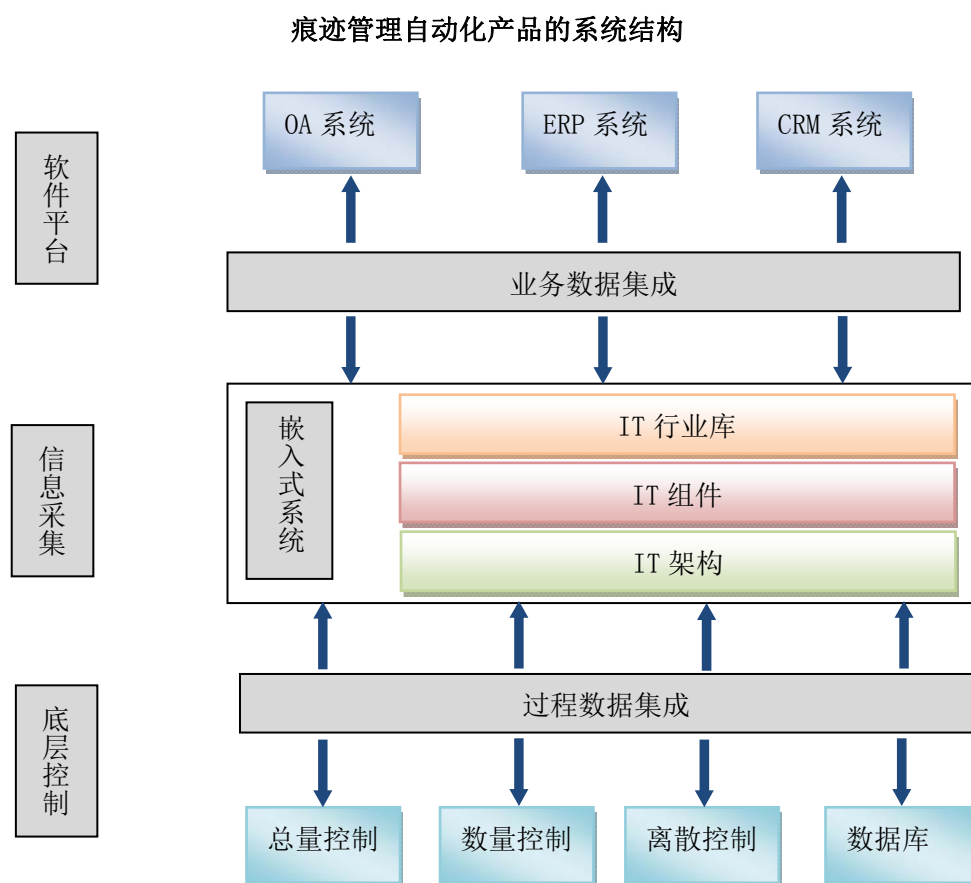 痕迹管理自动化产品的系统结构
软件平台
OA 系统
ERP 系统
CRM 系统
业务数据集成
信息采集
嵌入式系统
IT 行业库
IT 组件
IT 架构
底层控制
过程数据集成
总量控制
数量控制
离散控制
数据库